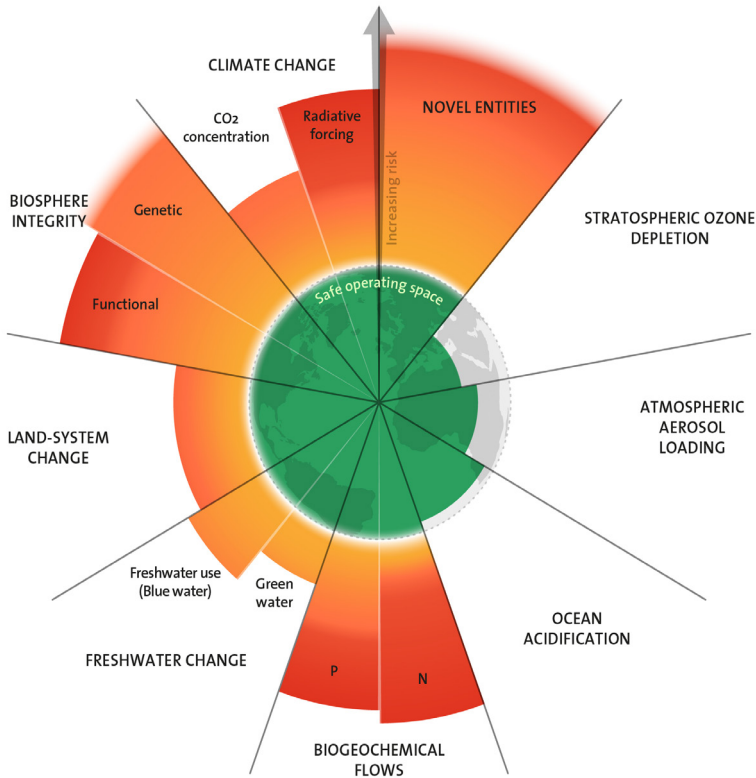 CLIMATE CHANGE
CO2
concentration
Radiative
forcing
NOVEL ENTITIES
Increasing risk
BIOSPHERE
INTEGRITY
Genetic
Functional
STRATOSPHERIC OZONE
DEPLETION
Safe operating space
LAND-SYSTEM
CHANGE
ATMOSPHERIC
AEROSOL
LOADING
Freshwater use
(Blue water)
Green
water
FRESHWATER CHANGE
P
N
OCEAN
ACIDIFICATION
BIOGEOCHEMICAL
FLOWS